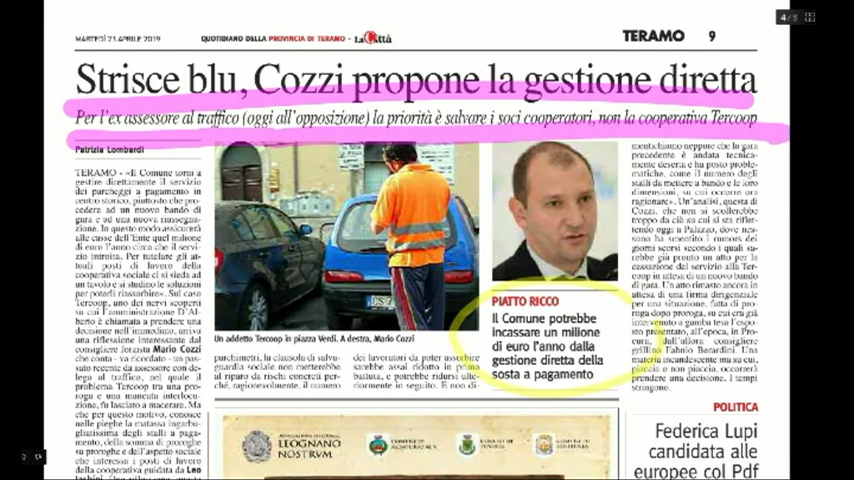 4/8
MARTEDÌ 23 APRILE 2019
QUOTIDIANO DELLA PROVINCIA DI TERAMO - La Città
TERAMO 9
Strisce blu, Cozzi propone la gestione diretta
Per l'ex assessore al traffico (oggi all'opposizione) la priorità è salvare i soci cooperatori, non la cooperativa Tercoop
Patrizia Lombardi
TERAMO - «Il Comune torni a
gestire direttamente il servizio
dei parcheggi a pagamento in
centro storico, piuttosto che pro-
cedere ad un nuovo bando di
gara e ad una nuova riassegna-
zione. In questo modo assicurerà
alle casse dell'Ente quel milione
di euro l'anno circa che il servi-
zio introita. Per tutelare gli at-
tuali posti di lavoro della
cooperativa sociale ci si sieda ad
un tavolo e si studino le soluzioni
per poterli riassorbire». Sul caso
Tercoop, uno dei nervi scoperti
su cui l'amministrazione D'Al-
berto è chiamata a prendere una
decisione nell'immediato, arriva
una riflessione interessante dal
consigliere forzista Mario Cozzi
che conta - va ricordato - un pas-
sato recente da assessore con de-
lega al traffico, nel quale il
problema Tercoop tra una pro-
roga e una mancata interlocu-
zione, fu lasciato a macerare. Ma
che per questo motivo, conosce
nelle pieghe la matassa ingarbu-
gliatissima degli stalli a paga-
mento, della somma di proroghe
su proroghe e dell'aspetto sociale
che interessa i posti di lavoro
della cooperativa guidata da Leo
Un addetto Tercoop in piazza Verdi. A destra, Mario Cozzi
parchimetri, la clausola di salvu-
guardia sociale non metterebbe
al riparo da rischi concreti per-
ché, ragionevolmente, il numero
dei lavoratori da poter assorbire
sarebbe assai ridotto in prima
battuta, e potrebbe ridursi ulte-
riormente in seguito. E non di-
PIATTO RICCO
Il Comune potrebbe
incassare un milione
di euro l'anno dalla
gestione diretta della
sosta a pagamento
mentichiamo neppure che la gara
precedente è andata tecnica-
mente deserta e ha posto proble-
matiche, come il numero degli
stalli da mettere a bando e le loro
dimensioni, su cui occorre ora
ragionare». Un'analisi, questa di
Cozzi, che non si scollerebbe
troppo da ciò su cui si sta riflet-
tendo oggi a Palazzo, dove nes-
sano ha smentito i rumors dei
giorni scorsi secondo i quali sa-
rebbe già pronto un atto per la
cessazione del servizio alla Ter-
coop in attesa di un nuovo bando
di gara. Un atto rimasto ancora in
attesa di una firma dirigenziale
per una situazione, fatta di pro-
roga dopo proroga, su cui era già
intervenuto a gamba tesa l'espo-
sto presentato, all'epoca, in Pro-
cura, dall'allora consigliere
grillino Fabrio Berardini. Una
materia incandescente ma su cui,
piaccia o non piaccia, occorrerà
prendere una decisione. I tempi
stringono.
POLITICA
Federica Lupi
candidata alle
europee col Pdf
LEOGNANO
NOSTRVM